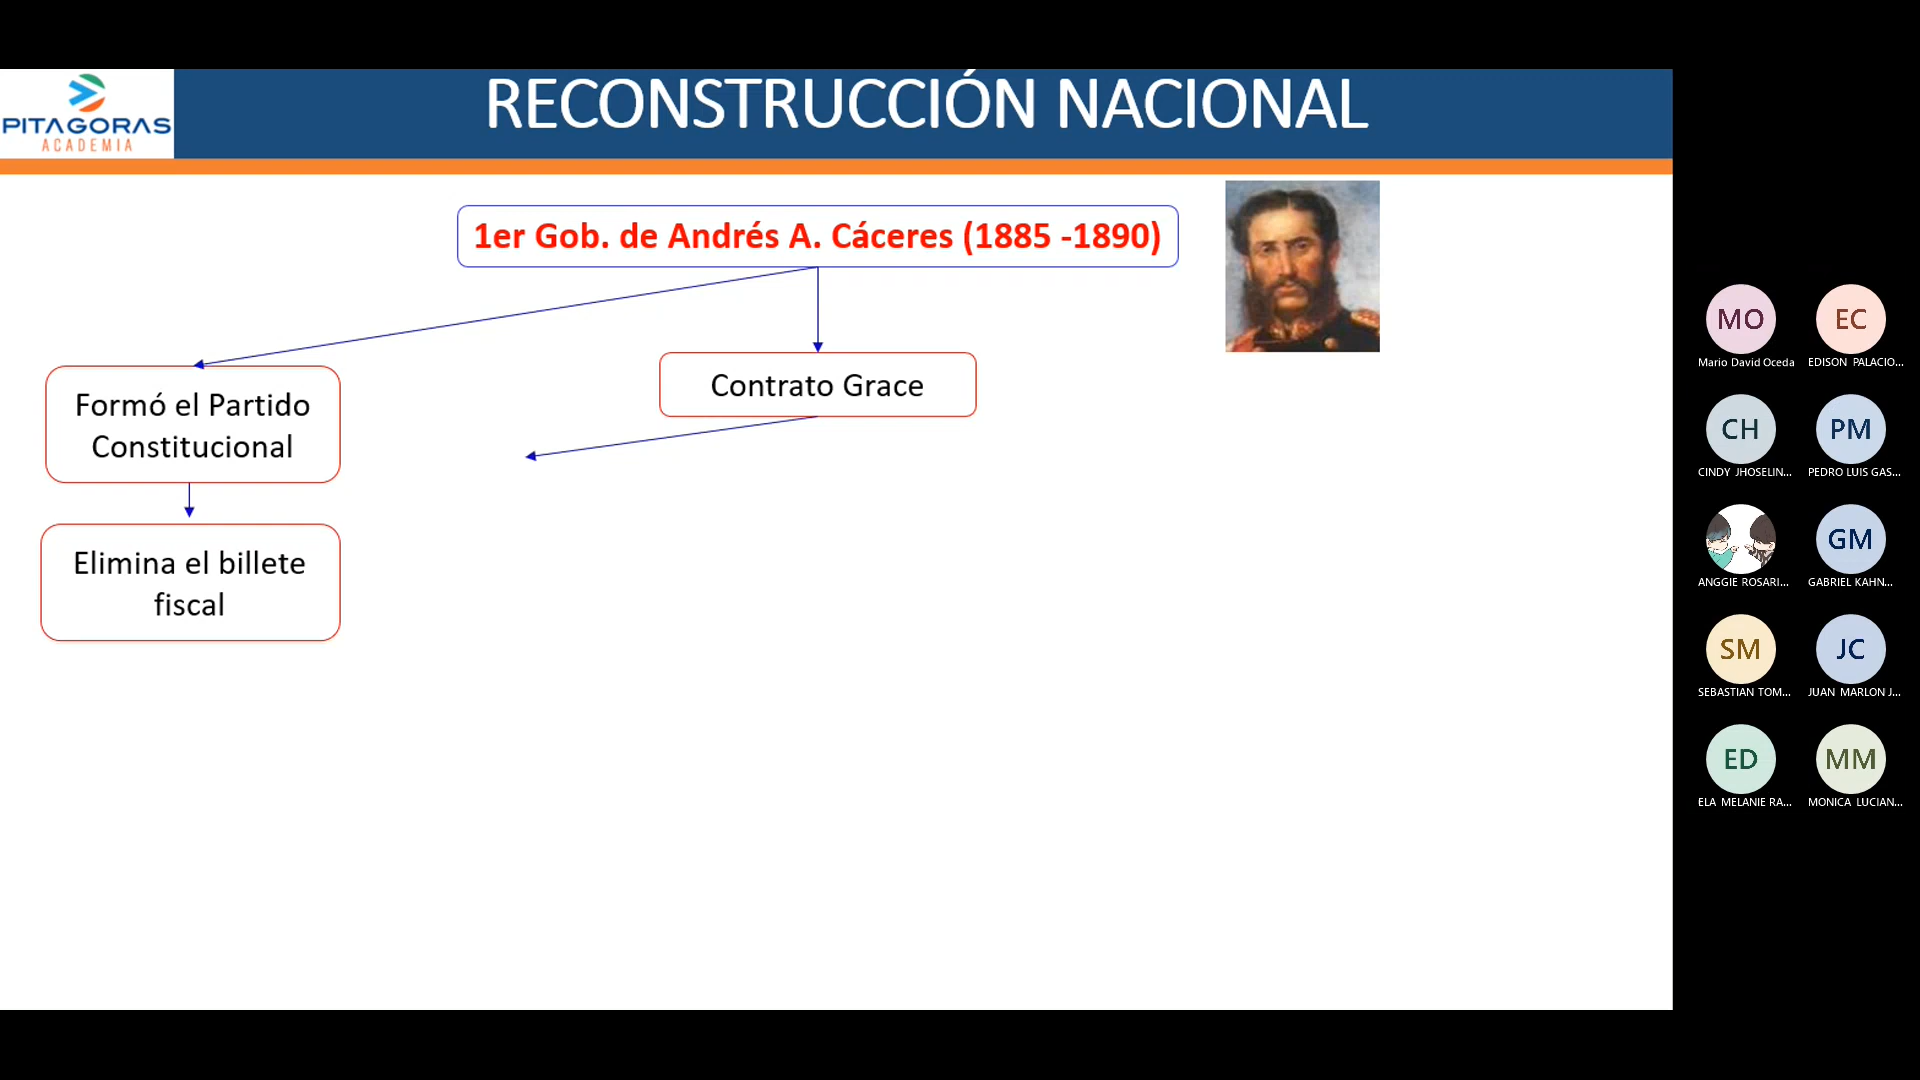 PITAGORAS
ACADEMIA
RECONSTRUCCIÓN NACIONAL
1er Gob. de Andrés A. Cáceres (1885 -1890)
Formó el Partido
Constitucional
Contrato Grace
Elimina el billete
fiscal
MO
EC
Mario David Oceda
EDISON PALACIO...
CH
PM
CINDY JHOSELIN...
PEDRO LUIS GAS...
GM
ANGGIE ROSARI...
GABRIEL KAHN...
SM
JC
SEBASTIAN TOM...
JUAN MARLON J...
ED
MM
ELA MELANIE RA...
MONICA LUCIAN...